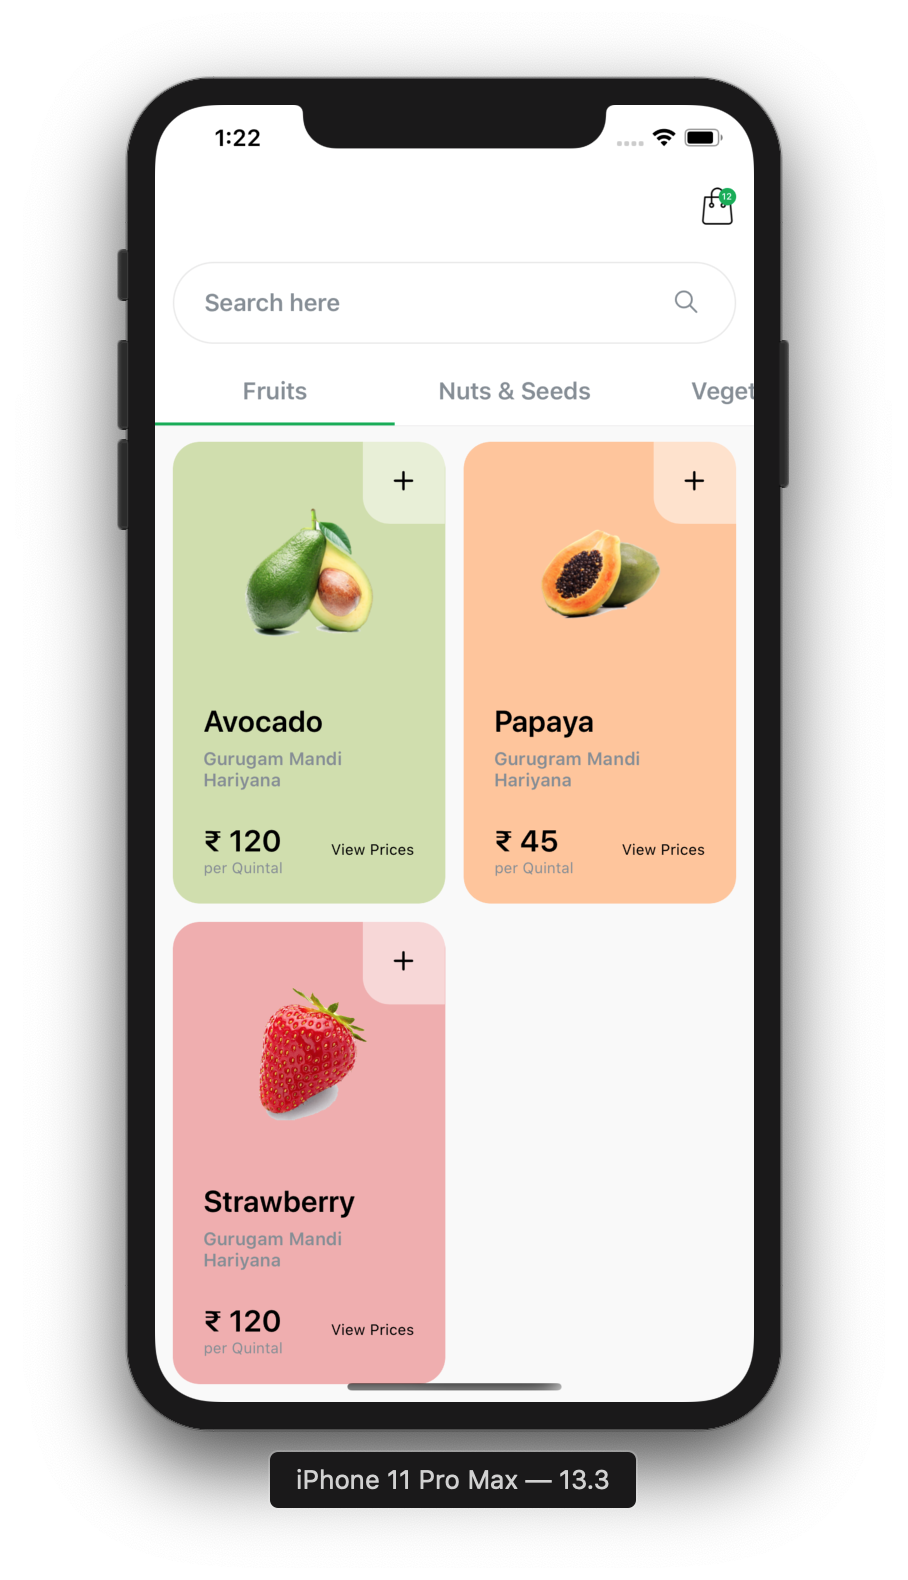 1:22
12
Search here
Fruits
Nuts & Seeds
Veget
Avocado
Gurugam Mandi
Hariyana
₹ 120
per Quintal
View Prices
Papaya
Gurugram Mandi
Hariyana
₹ 45
per Quintal
View Prices
Strawberry
Gurugam Mandi
Hariyana
₹ 120
per Quintal
View Prices
iPhone 11 Pro Max — 13.3